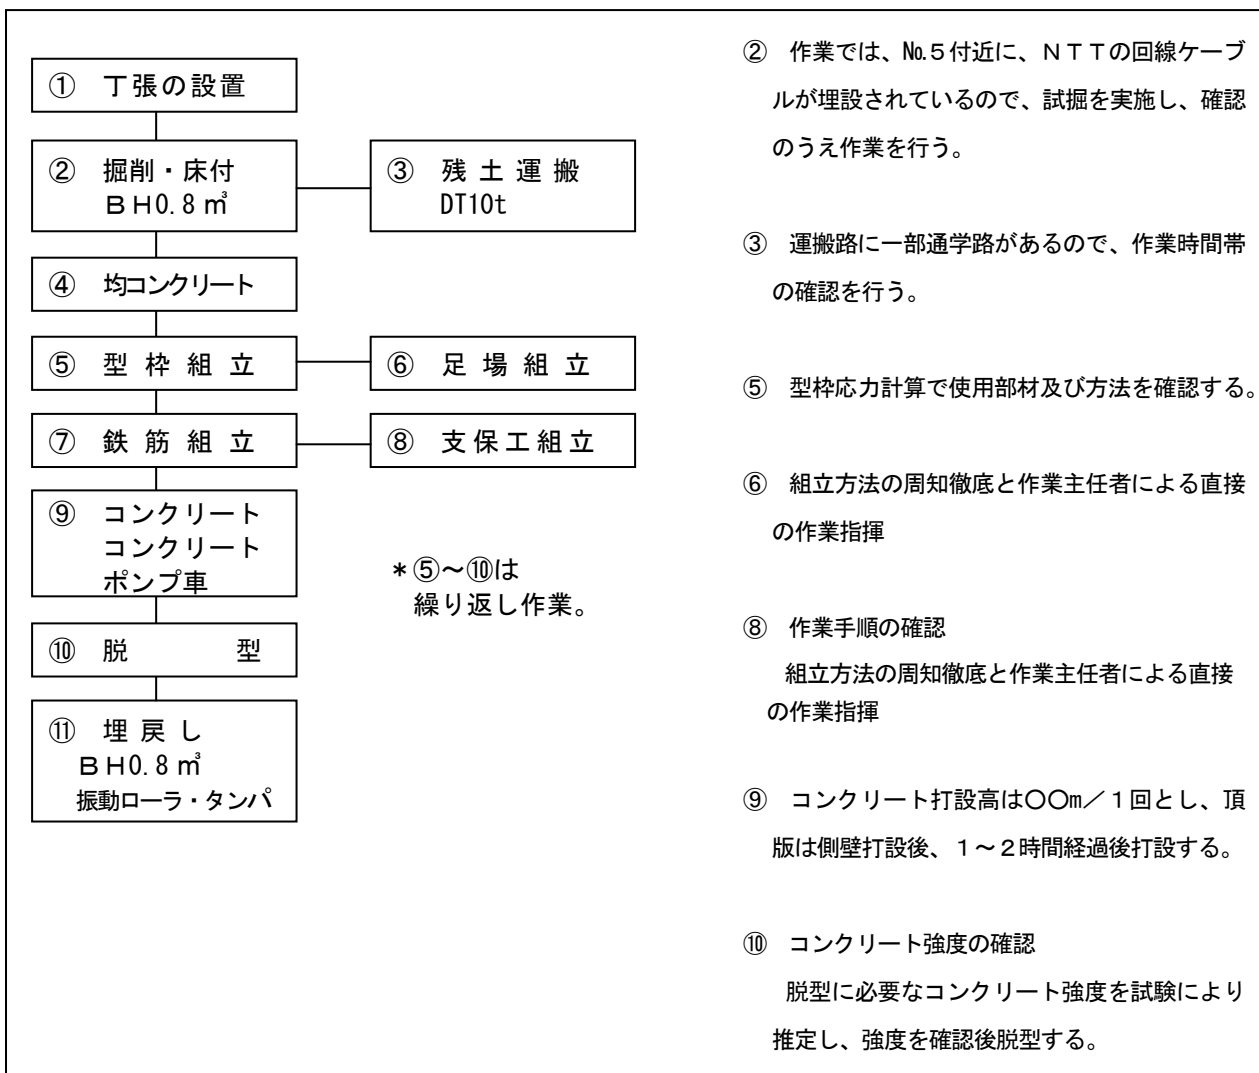 ① 丁張の設置
② 掘削・床付
ＢＨ0.8㎥
③ 残土運搬
DT10t
④ 均コンクリート
⑤ 型枠組立
⑥ 足場組立
⑦ 鉄筋組立
⑧ 支保工組立
⑨ コンクリート
コンクリート
ポンプ車
＊⑤～⑩は
繰り返し作業。
⑩ 脱　　　型
⑪ 埋戻し
ＢＨ0.8㎥
振動ローラ・タンパ
② 作業では、№５付近に、ＮＴＴの回線ケーブ
ルが埋設されているので、試掘を実施し、確認
のうえ作業を行う。
③ 運搬路に一部通学路があるので、作業時間帯
の確認を行う。
⑤ 型枠応力計算で使用部材及び方法を確認する。
⑥ 組立方法の周知徹底と作業主任者による直接
の作業指揮
⑧ 作業手順の確認
組立方法の周知徹底と作業主任者による直接
の作業指揮
⑨ コンクリート打設高は〇〇m／１回とし、頂
版は側壁打設後、１～２時間経過後打設する。
⑩ コンクリート強度の確認
脱型に必要なコンクリート強度を試験により
推定し、強度を確認後脱型する。